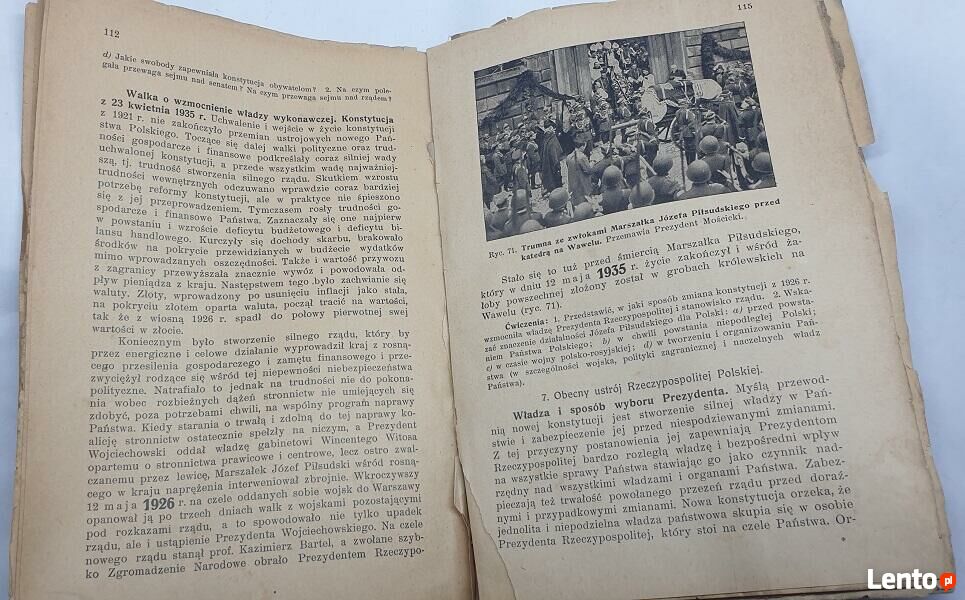 112
d) Jakie swobody zapewniała konstytucja obywatelom? 2. Na czym pole-
gała przewaga sejmu nad senatem? Na czym przewaga sejmu nad rządem?
Walka o wzmocnienie władzy wykonawczej. Konstytucja
z 23 kwietnia 1935 r. Uchwalenie i wejście w życie konstytucji
z 1921 r. nie zakończyło przemian ustrojowych nowego Pań-
stwa Polskiego. Toczące się dalej walki polityczne oraz trud-
ności gospodarcze i finansowe podkreślały coraz silniej wady
uchwalonej konstytucji, a przede wszystkim wadę najważniej-
szą, tj. trudność stworzenia silnego rządu. Skutkiem wzrostu
trudności wewnętrznych odczuwano wprawdzie coraz bardziej
potrzebę reformy konstytucji, ale w praktyce nie śpieszono
się z jej przeprowadzeniem. Tymczasem rosły trudności go-
spodarcze i finansowe Państwa. Zaznaczały się one najpierw
w powstaniu i wzroście deficytu budżetowego i deficytu bi-
lansu handlowego. Kurczyły się dochody skarbu, brakowało
środków na pokrycie przewidzianych w budżecie wydatków
mimo wprowadzanych oszczędności. Także i wartość przywozu
z zagranicy przewyższała znacznie wywóz i powodowała od-
pływ pieniądza z kraju. Następstwem tego było zachwianie się
waluty. Złoty, wprowadzony po usunięciu inflacji jako stała,
na pokryciu złotem oparta waluta, począł tracić na wartości,
tak że z wiosną 1926 r. spadł do połowy pierwotnej swej
wartości w złocie.
Koniecznym było stworzenie silnego rządu, który by
przez energiczne i celowe działanie wyprowadził kraj z rosną-
cego przesilenia gospodarczego i zamętu finansowego i prze-
zwyciężył rodzące się wśród tej niepewności niebezpieczeństwa
polityczne. Natrafiało to jednak na trudności nie do pokona-
nia wobec rozbieżnych dążeń stronnictw nie umiejących się
zdobyć, poza potrzebami chwili, na wspólny program naprawy
Państwa. Kiedy starania o trwałą i zdolną do tej naprawy ko-
alicję stronnictw ostatecznie spełzły na niczym, a Prezydent
Wojciechowski oddał władzę gabinetowi Wincentego Witosa
opartemu o stronnictwa prawicowe i centrowe, lecz ostro zwal-
czanemu przez lewicę, Marszałek Józef Piłsudski wśród rosną-
cego w kraju naprężenia interweniował zbrojnie. Wkroczywszy
12 maja 1926 r. na czele oddanych sobie wojsk do Warszawy
opanował ją po trzech dniach walk z wojskami pozostającymi
pod rozkazami rządu, a to spowodowało nie tylko upadek
rządu, ale i ustąpienie Prezydenta Wojciechowskiego. Na czele
nowego rządu stanął prof. Kazimierz Bartel, a zwołane szyb-
ko Zgromadzenie Narodowe obrało Prezydentem Rzeczypo-
115
Ryc. 71. Trumna ze zwłokami Marszałka Józefa Piłsudskiego przed
katedrą na Wawelu. Przemawia Prezydent Mościcki.
Stało się to tuż przed śmiercią Marszałka Piłsudskiego,
który w dniu 12 maja 1935 r. życie zakończył i wśród ża-
łoby powszechnej złożony został w grobach królewskich na
Wawelu (ryc. 71).
Ćwiczenia: 1. Przedstawić, w jaki sposób zmiana konstytucji z 1926 r.
wzmocniła władzę Prezydenta Rzeczypospolitej i stanowisko rządu. 2. Wska-
zać znaczenie działalności Józefa Piłsudskiego dla Polski: a) przed powsta-
niem Państwa Polskiego; b) w chwili powstania niepodległej Polski;
c) w czasie wojny polsko-rosyjskiej; d) w tworzeniu i organizowaniu Pań-
stwa (w szczególności wojska, polityki zagranicznej i naczelnych władz
Państwa).
7. Obecny ustrój Rzeczypospolitej Polskiej.
Władza i sposób wyboru Prezydenta. Myślą przewod-
nią nowej konstytucji jest stworzenie silnej władzy w Pań-
stwie i zabezpieczenie jej przed niespodziewanymi zmianami.
Z tej przyczyny postanowienia jej zapewniają Prezydentom
Rzeczypospolitej bardzo rozległą władzę i bezpośredni wpływ
na wszystkie sprawy Państwa stawiając go jako czynnik nad-
rzędny nad wszystkimi władzami i organami Państwa. Zabez-
pieczają też trwałość powołanego przezeń rządu przed doraź-
nymi i przypadkowymi zmianami. Nowa konstytucja orzeka, że
jednolita i niepodzielna władza państwowa skupia się w osobie
Prezydenta Rzeczypospolitej, który stoi na czele Państwa. Or-
Lento.pl